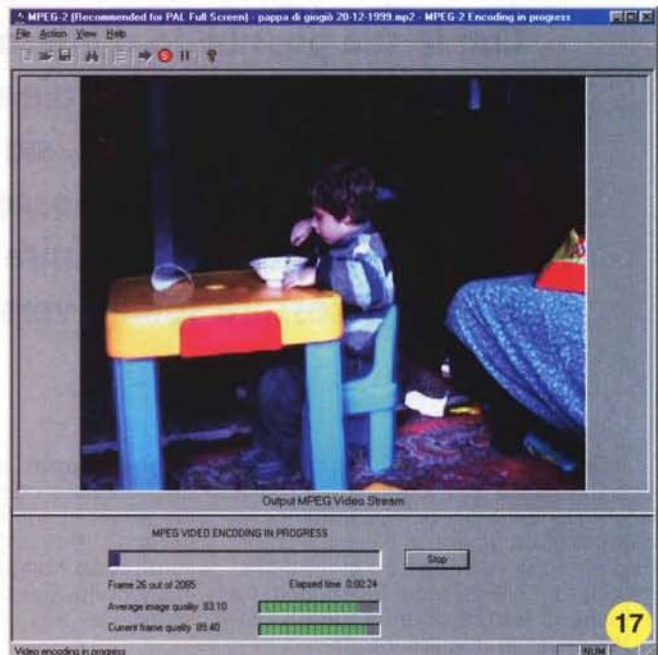 MPEG-2 (Recommended for PAL Full Screen) - pappa di giogiò 20-12-1999.mp2 - MPEG-2 Encoding in progress
File Action View Help
Output MPEG Video Stream
MPEG VIDEO ENCODING IN PROGRESS
Stop
Frame 26 out of 2085 Elapsed time 0:00:24
Average image quality 83.10
Current frame quality 89.40
17
Video encoding in progress NUM